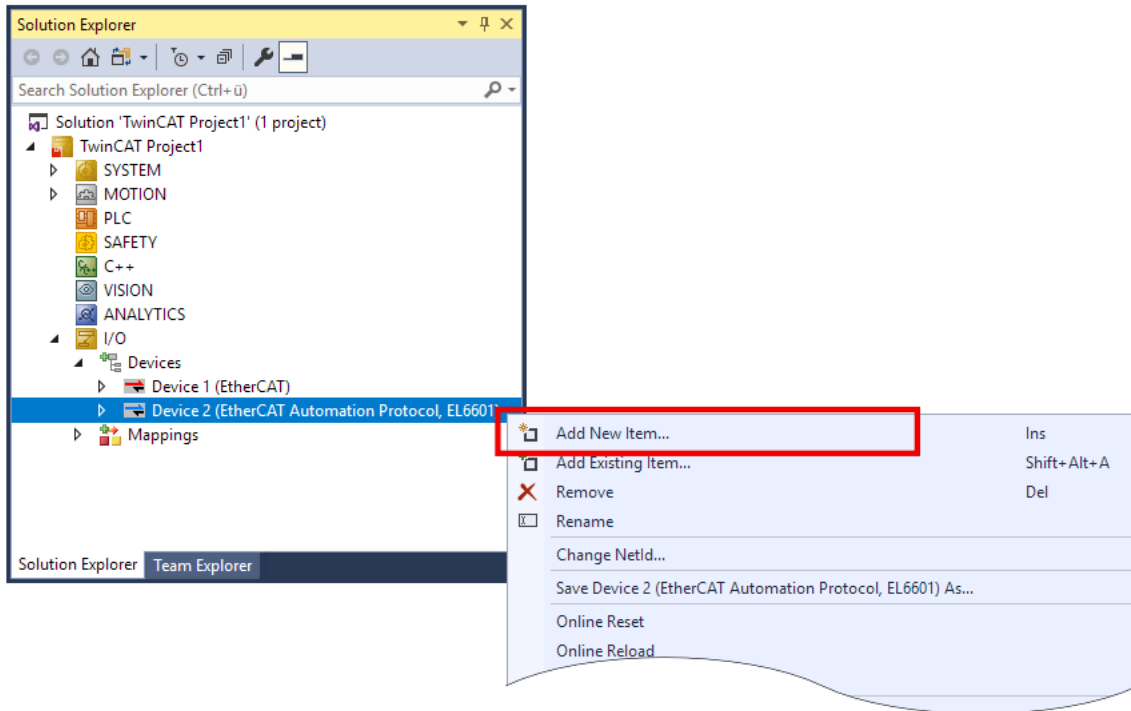 Solution Explorer
Search Solution Explorer (Ctrl+ü)
Solution 'TwinCAT Project1' (1 project)
TwinCAT Project1
SYSTEM
MOTION
PLC
SAFETY
C++
VISION
ANALYTICS
I/O
Devices
Device 1 (EtherCAT)
Device 2 (EtherCAT Automation Protocol, EL6601)
Mappings
Solution Explorer Team Explorer
Add New Item... Ins
Add Existing Item... Shift+Alt+A
Remove Del
Rename
Change NetId...
Save Device 2 (EtherCAT Automation Protocol, EL6601) As...
Online Reset
Online Reload